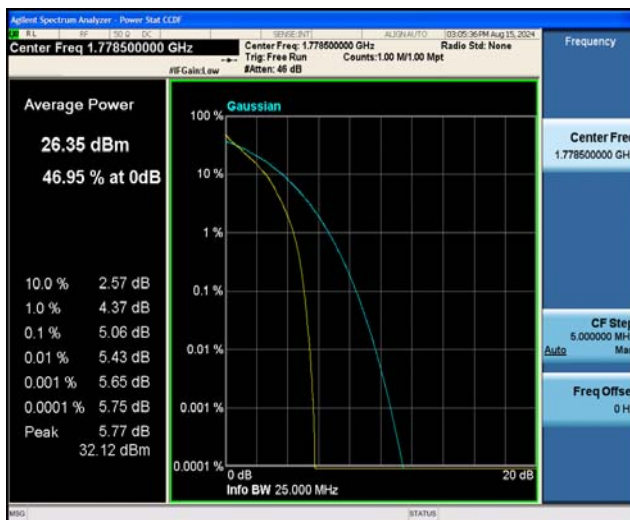 Agilent Spectrum Analyzer - Power Stat CCDF
RL RF 50 Ω DC SENSE:INT ALIGNAUTO 03:05:36PM Aug 15, 2024
Center Freq 1.778500000 GHz
Center Freq: 1.778500000 GHz Radio Std: None
Trig: Free Run Counts:1.00 M/1.00 Mpt
#IFGain:Low #Atten: 46 dB
Frequency
Average Power
26.35 dBm
46.95 % at 0dB
10.0 % 2.57 dB
1.0 % 4.37 dB
0.1 % 5.06 dB
0.01 % 5.43 dB
0.001 % 5.65 dB
0.0001 % 5.75 dB
Peak 5.77 dB
32.12 dBm
Gaussian
100 %
10 %
1 %
0.1 %
0.01 %
0.001 %
0.0001 %
0 dB 20 dB
Info BW 25.000 MHz
Center Fre
1.778500000 GH
CF Step
5.000000 MH
Auto Ma
Freq Offse
0 H
MSG STATUS